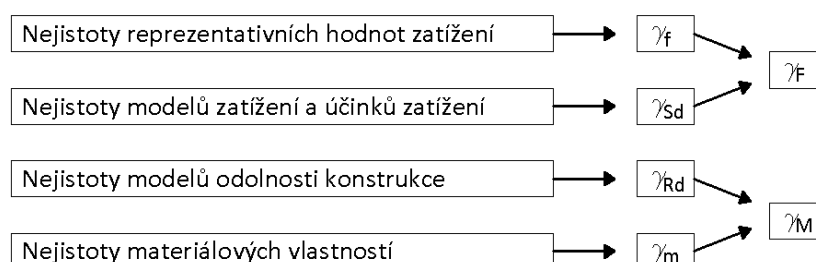 Nejistoty reprezentativních hodnot zatížení γf
γF
Nejistoty modelů zatížení a účinků zatížení γSd
Nejistoty modelů odolnosti konstrukce γRd
γM
Nejistoty materiálových vlastností γm